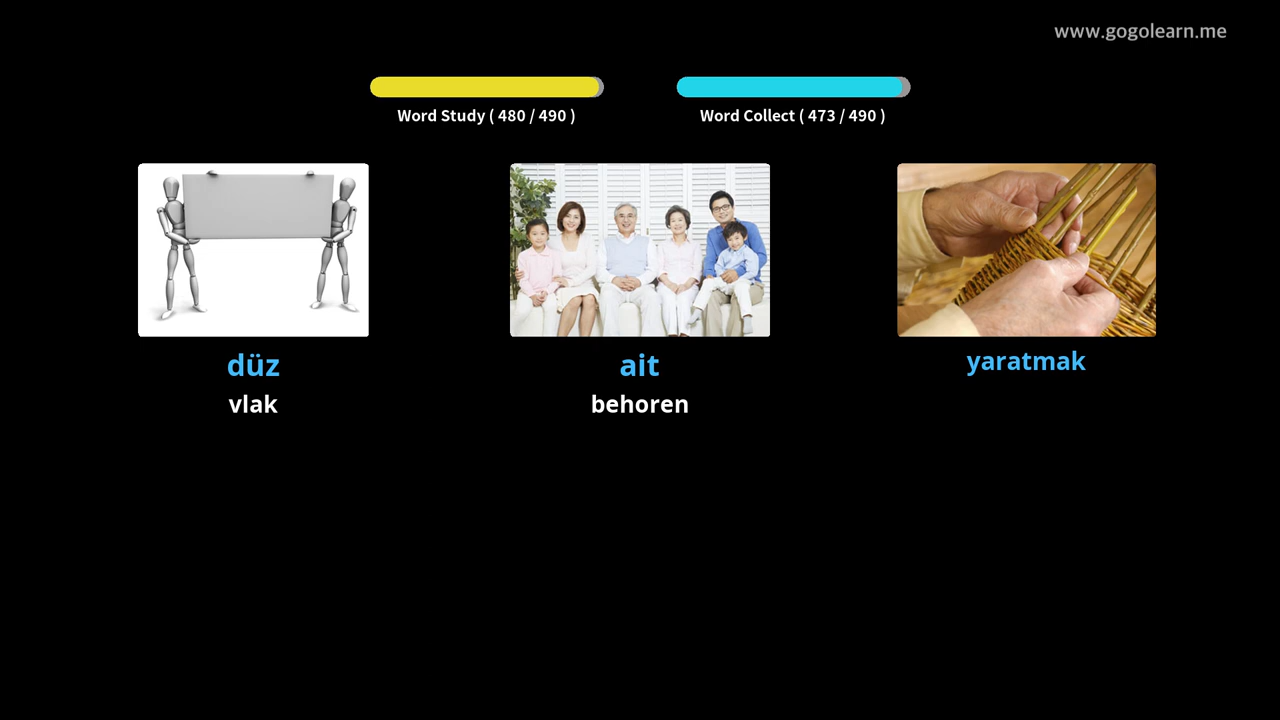 www.gogolearn.me
Word Study ( 480 / 490 )
Word Collect ( 473 / 490 )
düz
vlak
ait
behoren
yaratmak